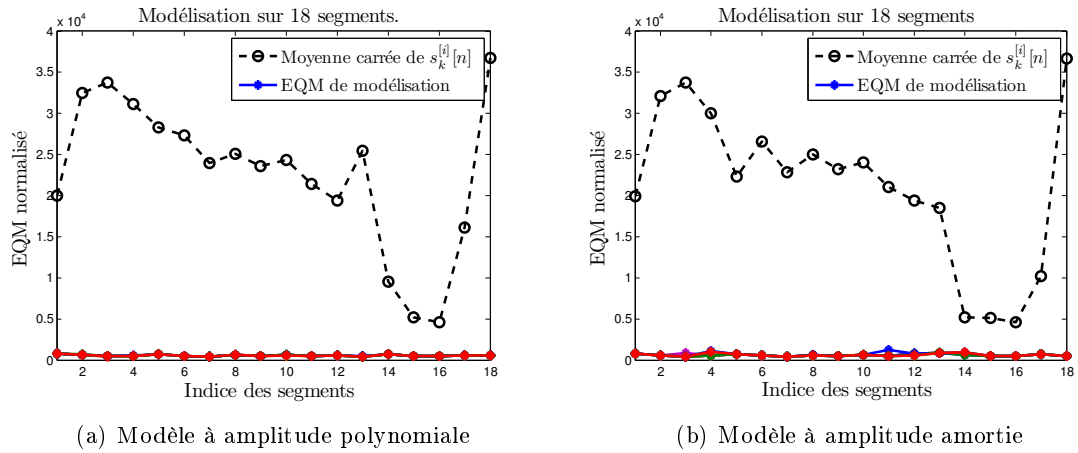 Modélisation sur 18 segments.
× 10⁴
4
3.5
3
2.5
2
1.5
1
0.5
0
EQM normalisé
Moyenne carrée de s_k^{[i]}[n]
EQM de modélisation
2 4 6 8 10 12 14 16 18
Indice des segments
(a) Modèle à amplitude polynomiale
Modélisation sur 18 segments
× 10⁴
4
3.5
3
2.5
2
1.5
1
0.5
0
EQM normalisé
Moyenne carrée de s_k^{[i]}[n]
EQM de modélisation
2 4 6 8 10 12 14 16 18
Indice des segments
(b) Modèle à amplitude amortie